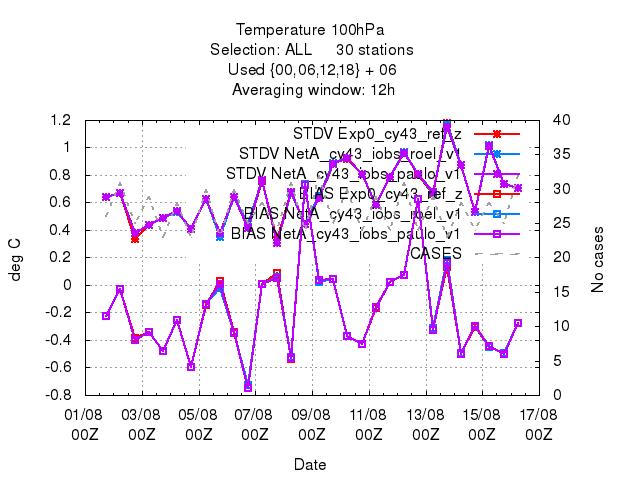 Temperature 100hPa
Selection: ALL 30 stations
Used {00,06,12,18} + 06
Averaging window: 12h
STDV Exp0_cy43_ref_z
STDV NetA_cy43_iobs_roel_v1
STDV NetA_cy43_iobs_paulo_v1
BIAS Exp0_cy43_ref_z
BIAS NetA_cy43_iobs_roel_v1
BIAS NetA_cy43_iobs_paulo_v1
CASES
1.2
1
0.8
0.6
0.4
0.2
0
-0.2
-0.4
-0.6
-0.8
deg C
40
35
30
25
20
15
10
5
0
No cases
01/08 03/08 05/08 07/08 09/08 11/08 13/08 15/08 17/08
00Z 00Z 00Z 00Z 00Z 00Z 00Z 00Z 00Z
Date